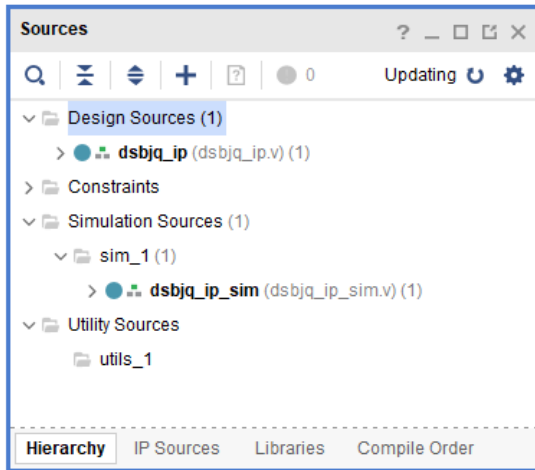 Sources
0 Updating
Design Sources (1)
dsbjq_ip (dsbjq_ip.v) (1)
Constraints
Simulation Sources (1)
sim_1 (1)
dsbjq_ip_sim (dsbjq_ip_sim.v) (1)
Utility Sources
utils_1
Hierarchy IP Sources Libraries Compile Order